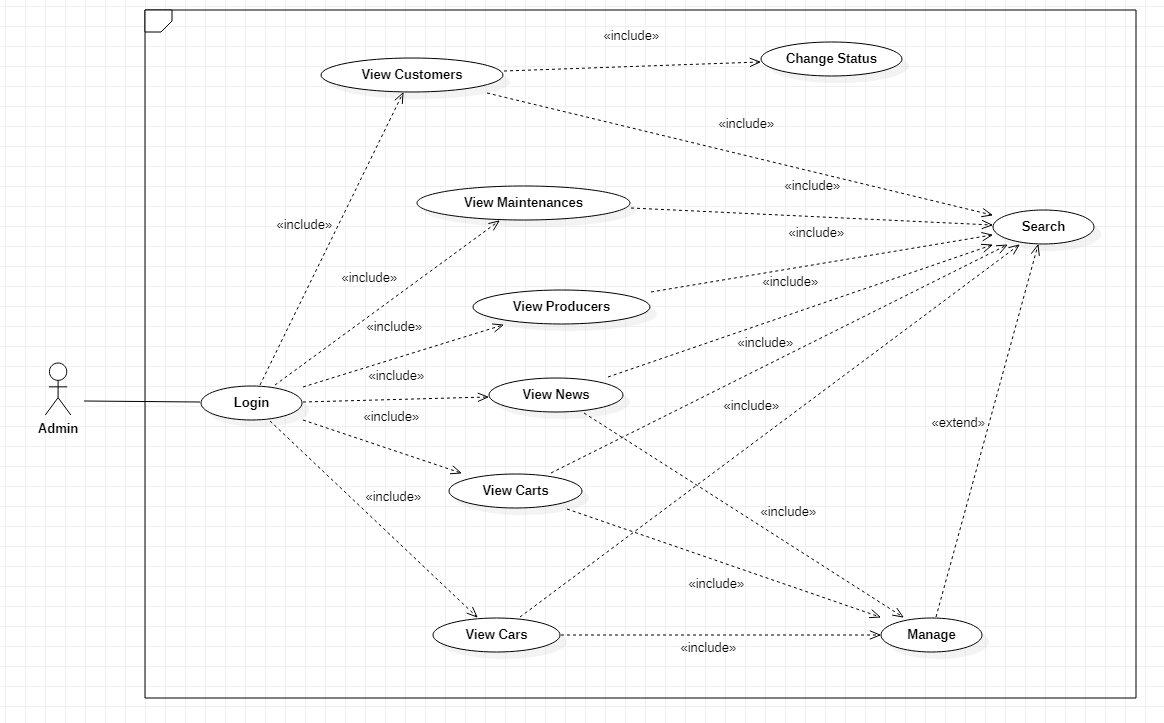 «include»
Change Status
View Customers
«include»
«include»
View Maintenances
«include»
Search
«include»
«include»
«include»
View Producers
«include»
«include»
«include»
View News
«include»
Login
«include»
«extend»
Admin
View Carts
«include»
«include»
«include»
View Cars
Manage
«include»